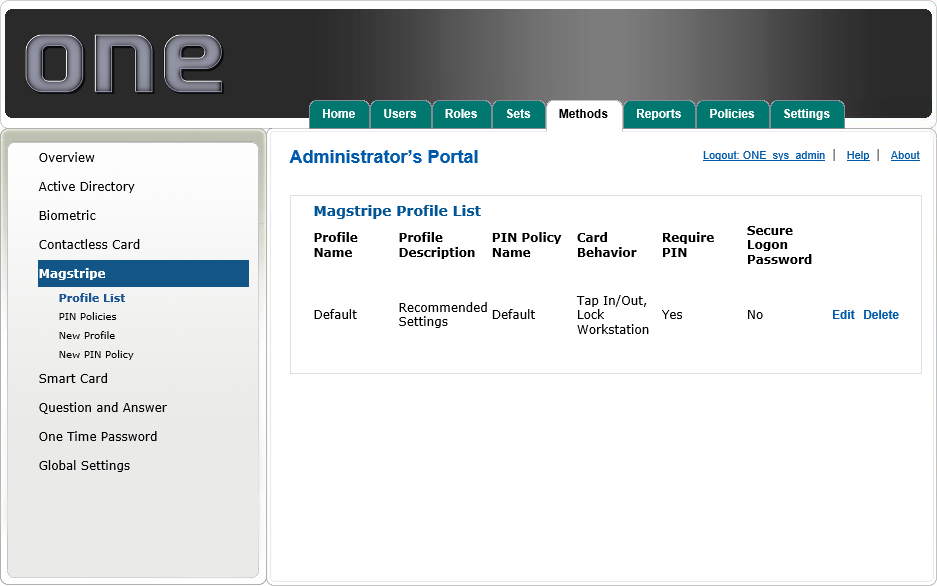 one
Home Users Roles Sets Methods Reports Policies Settings
Overview
Active Directory
Biometric
Contactless Card
Magstripe
Profile List
PIN Policies
New Profile
New PIN Policy
Smart Card
Question and Answer
One Time Password
Global Settings
Administrator's Portal
Logout: ONE_sys_admin | Help | About
Magstripe Profile List
Profile Name
Profile Description
PIN Policy Name
Card Behavior
Require PIN
Secure Logon Password
Default
Recommended Settings
Default
Tap In/Out, Lock Workstation
Yes
No
Edit Delete